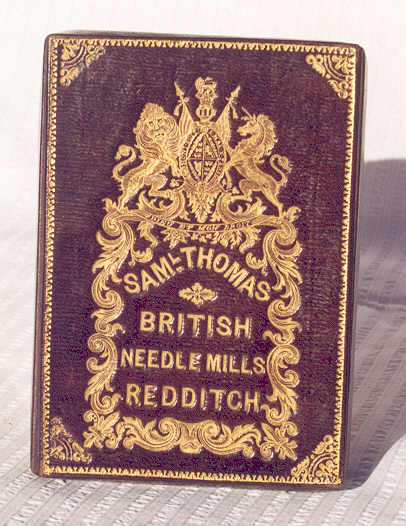 DIEU ET MON DROIT
SAML. THOMAS
BRITISH
NEEDLE MILLS
REDDITCH